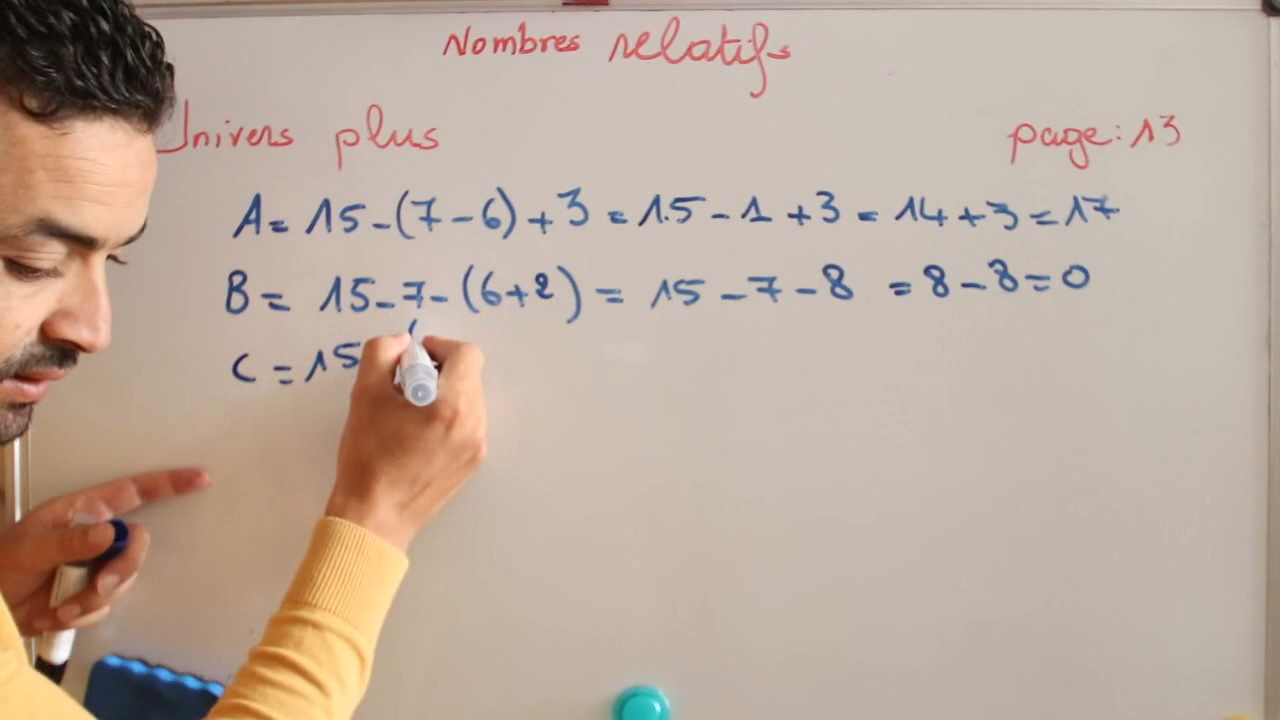 Nombres relatifs
Univers plus page: 13
A = 15 - (7 - 6) + 3 = 15 - 1 + 3 = 14 + 3 = 17
B = 15 - 7 - (6 + 2) = 15 - 7 - 8 = 8 - 8 = 0
C = 15 (